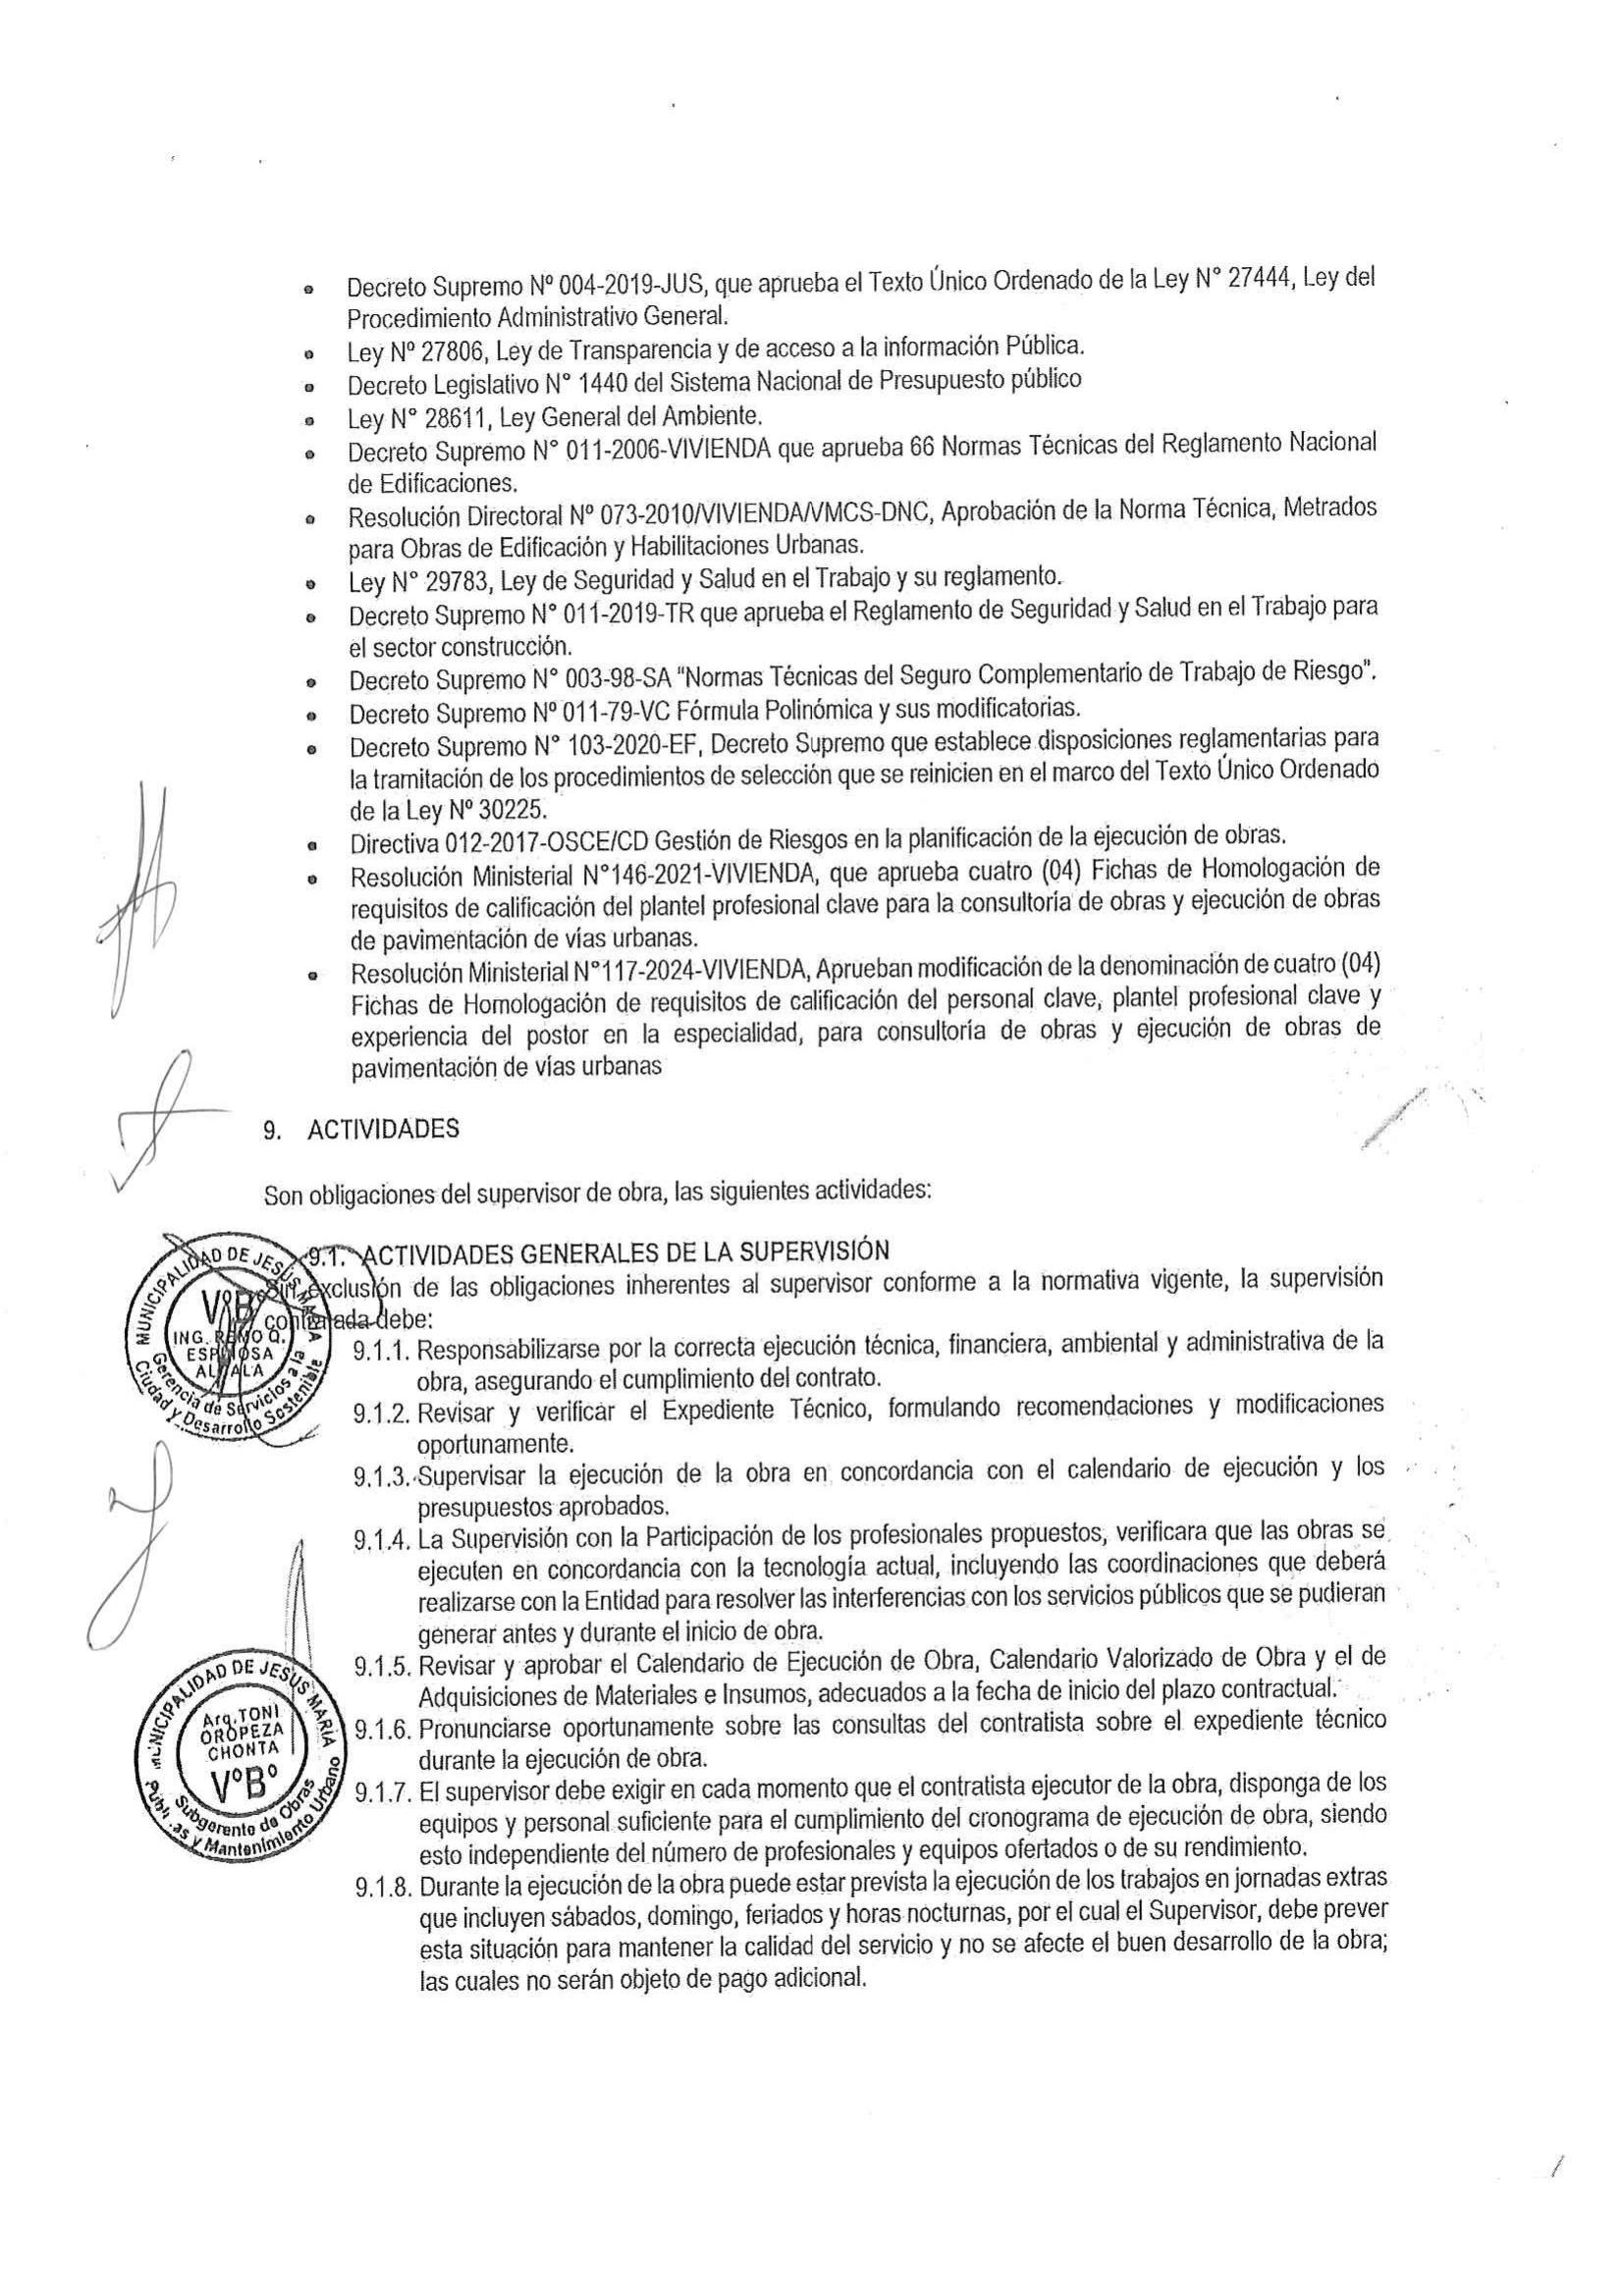 • Decreto Supremo Nº 004-2019-JUS, que aprueba el Texto Único Ordenado de la Ley N° 27444, Ley del
Procedimiento Administrativo General.
• Ley Nº 27806, Ley de Transparencia y de acceso a la información Pública.
• Decreto Legislativo N° 1440 del Sistema Nacional de Presupuesto público
• Ley N° 28611, Ley General del Ambiente.
• Decreto Supremo N° 011-2006-VIVIENDA que aprueba 66 Normas Técnicas del Reglamento Nacional
de Edificaciones.
• Resolución Directoral Nº 073-2010/VIVIENDA/VMCS-DNC, Aprobación de la Norma Técnica, Metrados
para Obras de Edificación y Habilitaciones Urbanas.
• Ley N° 29783, Ley de Seguridad y Salud en el Trabajo y su reglamento.
• Decreto Supremo N° 011-2019-TR que aprueba el Reglamento de Seguridad y Salud en el Trabajo para
el sector construcción.
• Decreto Supremo N° 003-98-SA "Normas Técnicas del Seguro Complementario de Trabajo de Riesgo".
• Decreto Supremo Nº 011-79-VC Fórmula Polinómica y sus modificatorias.
• Decreto Supremo N° 103-2020-EF, Decreto Supremo que establece disposiciones reglamentarias para
la tramitación de los procedimientos de selección que se reinicien en el marco del Texto Único Ordenado
de la Ley Nº 30225.
• Directiva 012-2017-OSCE/CD Gestión de Riesgos en la planificación de la ejecución de obras.
• Resolución Ministerial N°146-2021-VIVIENDA, que aprueba cuatro (04) Fichas de Homologación de
requisitos de calificación del plantel profesional clave para la consultoría de obras y ejecución de obras
de pavimentación de vías urbanas.
• Resolución Ministerial N°117-2024-VIVIENDA, Aprueban modificación de la denominación de cuatro (04)
Fichas de Homologación de requisitos de calificación del personal clave, plantel profesional clave y
experiencia del postor en la especialidad, para consultoría de obras y ejecución de obras de
pavimentación de vías urbanas
9. ACTIVIDADES
Son obligaciones del supervisor de obra, las siguientes actividades:
9.1. ACTIVIDADES GENERALES DE LA SUPERVISIÓN
Sin exclusión de las obligaciones inherentes al supervisor conforme a la normativa vigente, la supervisión
contratada debe:
9.1.1. Responsabilizarse por la correcta ejecución técnica, financiera, ambiental y administrativa de la
obra, asegurando el cumplimiento del contrato.
9.1.2. Revisar y verificar el Expediente Técnico, formulando recomendaciones y modificaciones
oportunamente.
9.1.3. Supervisar la ejecución de la obra en concordancia con el calendario de ejecución y los
presupuestos aprobados.
9.1.4. La Supervisión con la Participación de los profesionales propuestos, verificara que las obras se
ejecuten en concordancia con la tecnología actual, incluyendo las coordinaciones que deberá
realizarse con la Entidad para resolver las interferencias con los servicios públicos que se pudieran
generar antes y durante el inicio de obra.
9.1.5. Revisar y aprobar el Calendario de Ejecución de Obra, Calendario Valorizado de Obra y el de
Adquisiciones de Materiales e Insumos, adecuados a la fecha de inicio del plazo contractual.
9.1.6. Pronunciarse oportunamente sobre las consultas del contratista sobre el expediente técnico
durante la ejecución de obra.
9.1.7. El supervisor debe exigir en cada momento que el contratista ejecutor de la obra, disponga de los
equipos y personal suficiente para el cumplimiento del cronograma de ejecución de obra, siendo
esto independiente del número de profesionales y equipos ofertados o de su rendimiento.
9.1.8. Durante la ejecución de la obra puede estar prevista la ejecución de los trabajos en jornadas extras
que incluyen sábados, domingo, feriados y horas nocturnas, por el cual el Supervisor, debe prever
esta situación para mantener la calidad del servicio y no se afecte el buen desarrollo de la obra;
las cuales no serán objeto de pago adicional.
MUNICIPALIDAD DE JESÚS MARÍA
V°B°
ING. REMO Q.
ESPINOSA
ALCALA
Gerencia de Servicios a la
Ciudad y Desarrollo Sostenible
MUNICIPALIDAD DE JESÚS MARÍA
Arq. TONI
OROPEZA
CHONTA
V°B°
Subgerente de Obras
Públicas y Mantenimiento Urbano